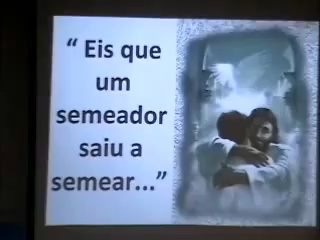 “ Eis que
um
semeador
saiu a
semear...”